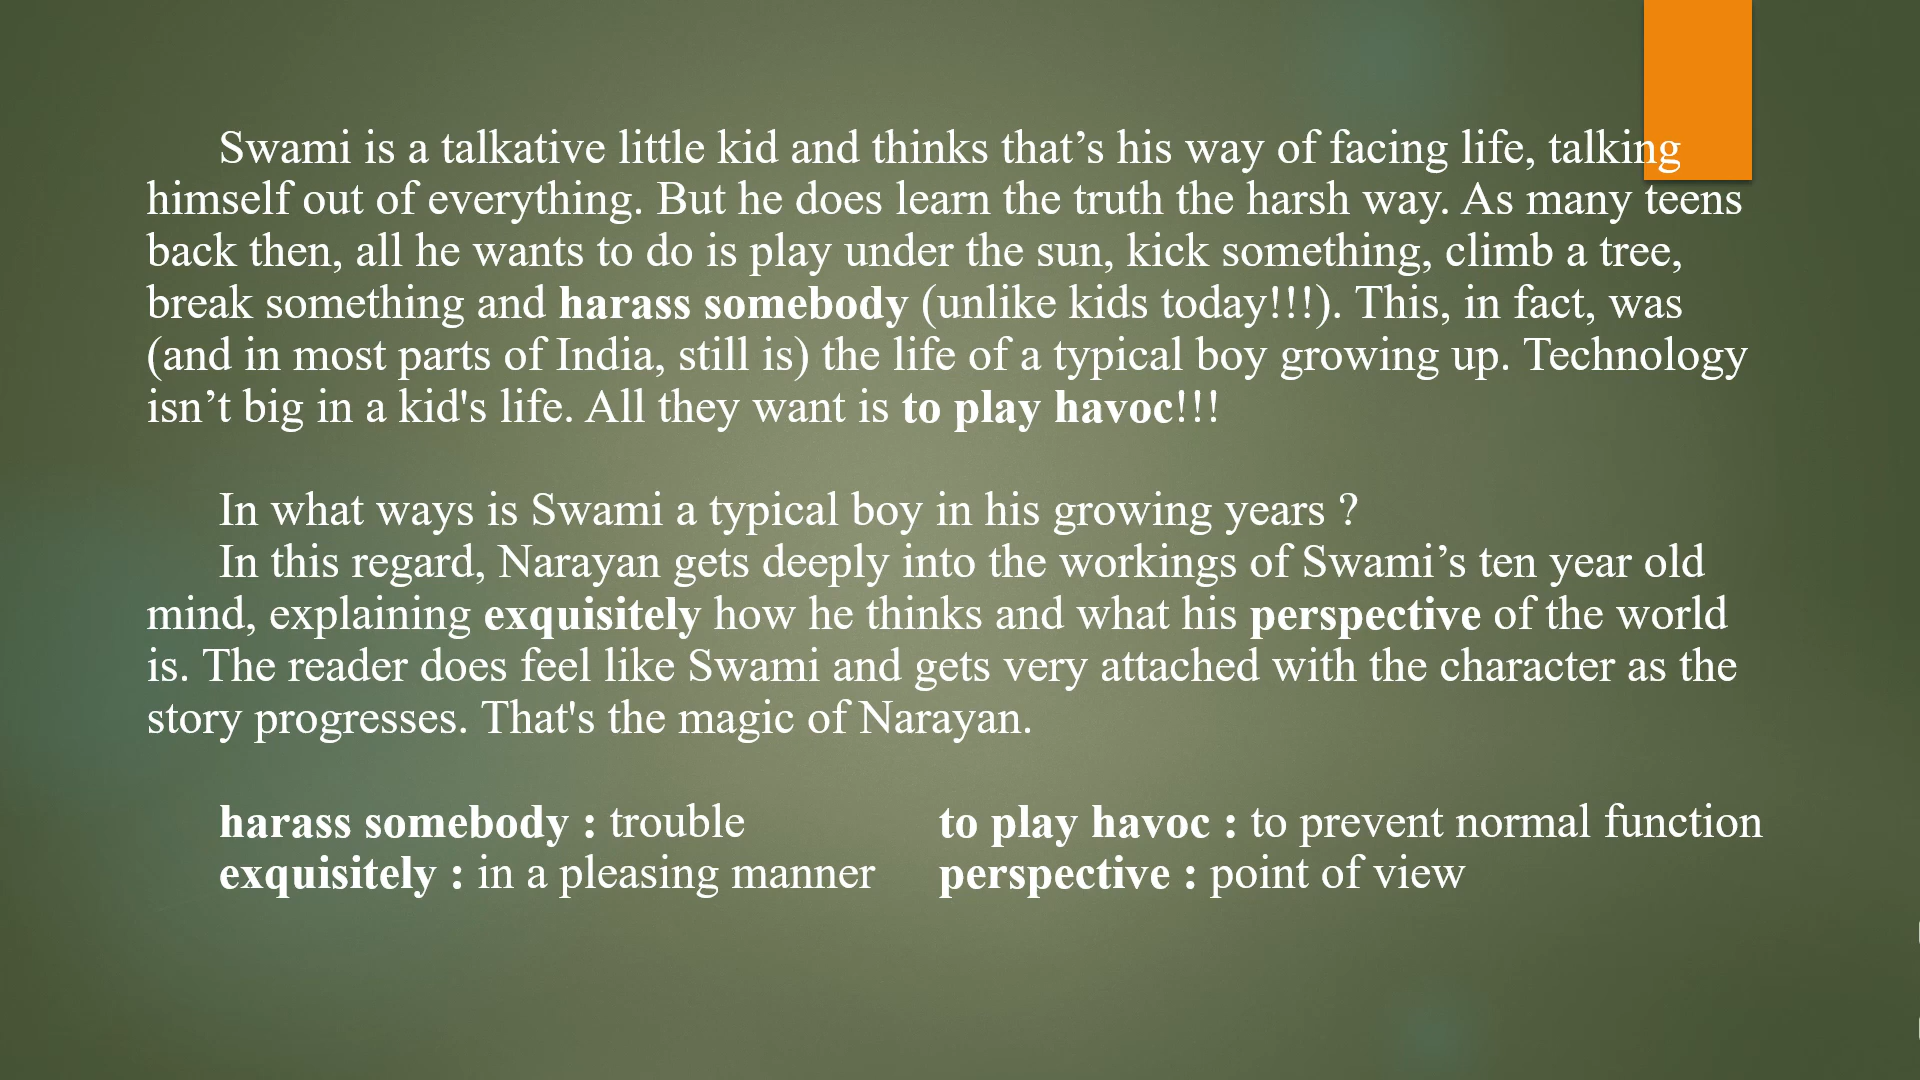 Swami is a talkative little kid and thinks that’s his way of facing life, talking
himself out of everything. But he does learn the truth the harsh way. As many teens
back then, all he wants to do is play under the sun, kick something, climb a tree,
break something and harass somebody (unlike kids today!!!). This, in fact, was
(and in most parts of India, still is) the life of a typical boy growing up. Technology
isn’t big in a kid's life. All they want is to play havoc!!!
In what ways is Swami a typical boy in his growing years ?
In this regard, Narayan gets deeply into the workings of Swami’s ten year old
mind, explaining exquisitely how he thinks and what his perspective of the world
is. The reader does feel like Swami and gets very attached with the character as the
story progresses. That's the magic of Narayan.
harass somebody : trouble to play havoc : to prevent normal function
exquisitely : in a pleasing manner perspective : point of view